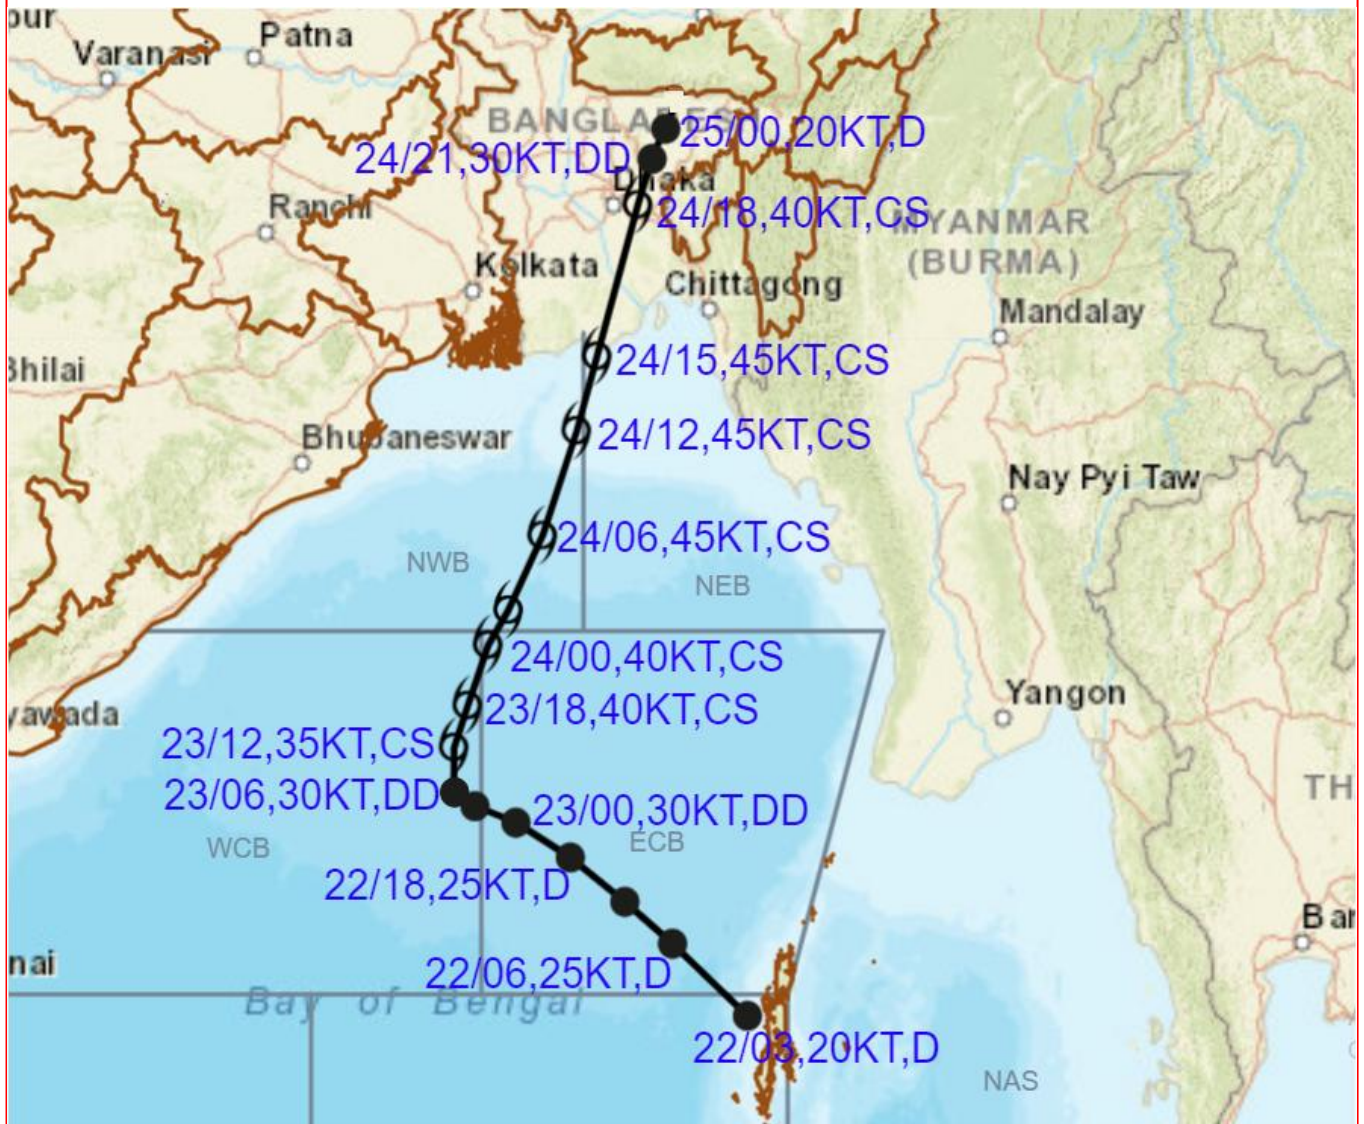 pur
Patna
Varanasi
BANGLADESH
25/00,20KT,D
24/21,30KT,DD
Dhaka
Ranchi
24/18,40KT,CS
MYANMAR
(BURMA)
Kolkata
Chittagong
Mandalay
24/15,45KT,CS
Bhilai
24/12,45KT,CS
Bhubaneswar
Nay Pyi Taw
24/06,45KT,CS
NWB
NEB
24/00,40KT,CS
Yangon
23/18,40KT,CS
yawada
23/12,35KT,CS
TH
23/06,30KT,DD
23/00,30KT,DD
ECB
WCB
22/18,25KT,D
Bar
nai
22/06,25KT,D
Bay of Bengal
22/03,20KT,D
NAS